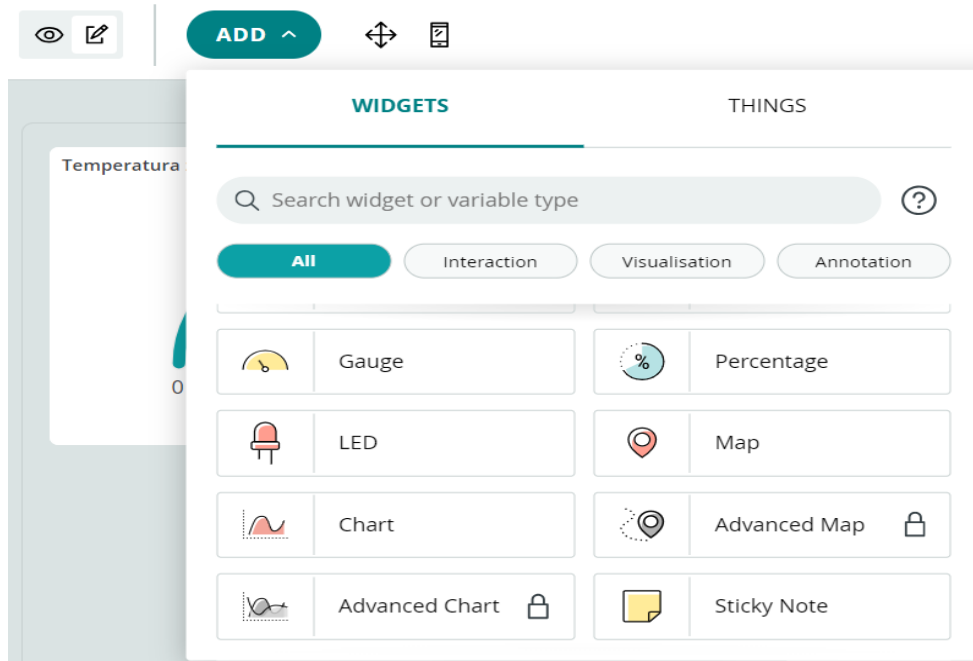 ADD
WIDGETS
THINGS
Temperatura
Search widget or variable type
?
All
Interaction
Visualisation
Annotation
0
Gauge
%
Percentage
LED
Map
Chart
Advanced Map
Advanced Chart
Sticky Note